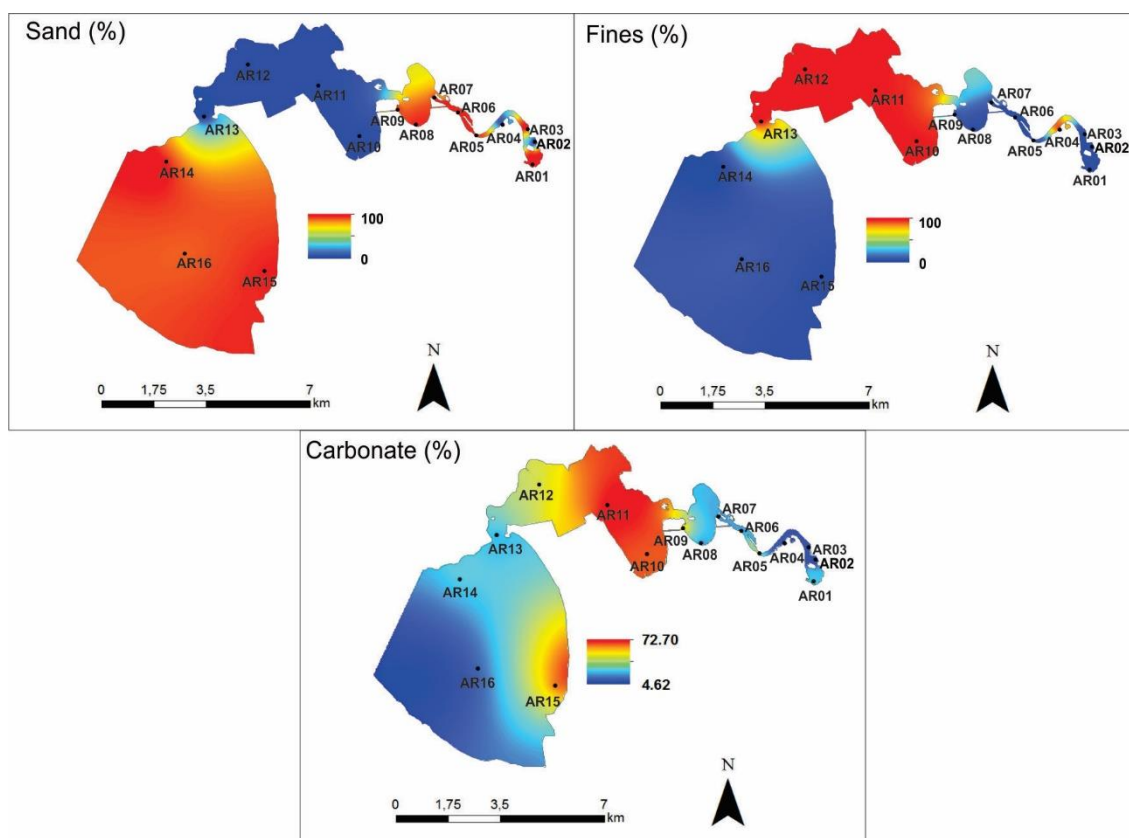 Sand (%)
AR12
AR11
AR07
AR06
AR09
AR08
AR04
AR03
AR13
AR10
AR05
AR02
AR14
AR01
100
0
AR16
AR15
N
0 1,75 3,5 7
km
Fines (%)
AR12
AR11
AR07
AR06
AR09
AR08
AR04
AR03
AR13
AR10
AR05
AR02
AR14
AR01
100
0
AR16
AR15
N
0 1,75 3,5 7
km
Carbonate (%)
AR12
AR11
AR07
AR06
AR09
AR08
AR04
AR03
AR13
AR10
AR05
AR02
AR14
AR01
72.70
4.62
AR16
AR15
N
0 1,75 3,5 7
km